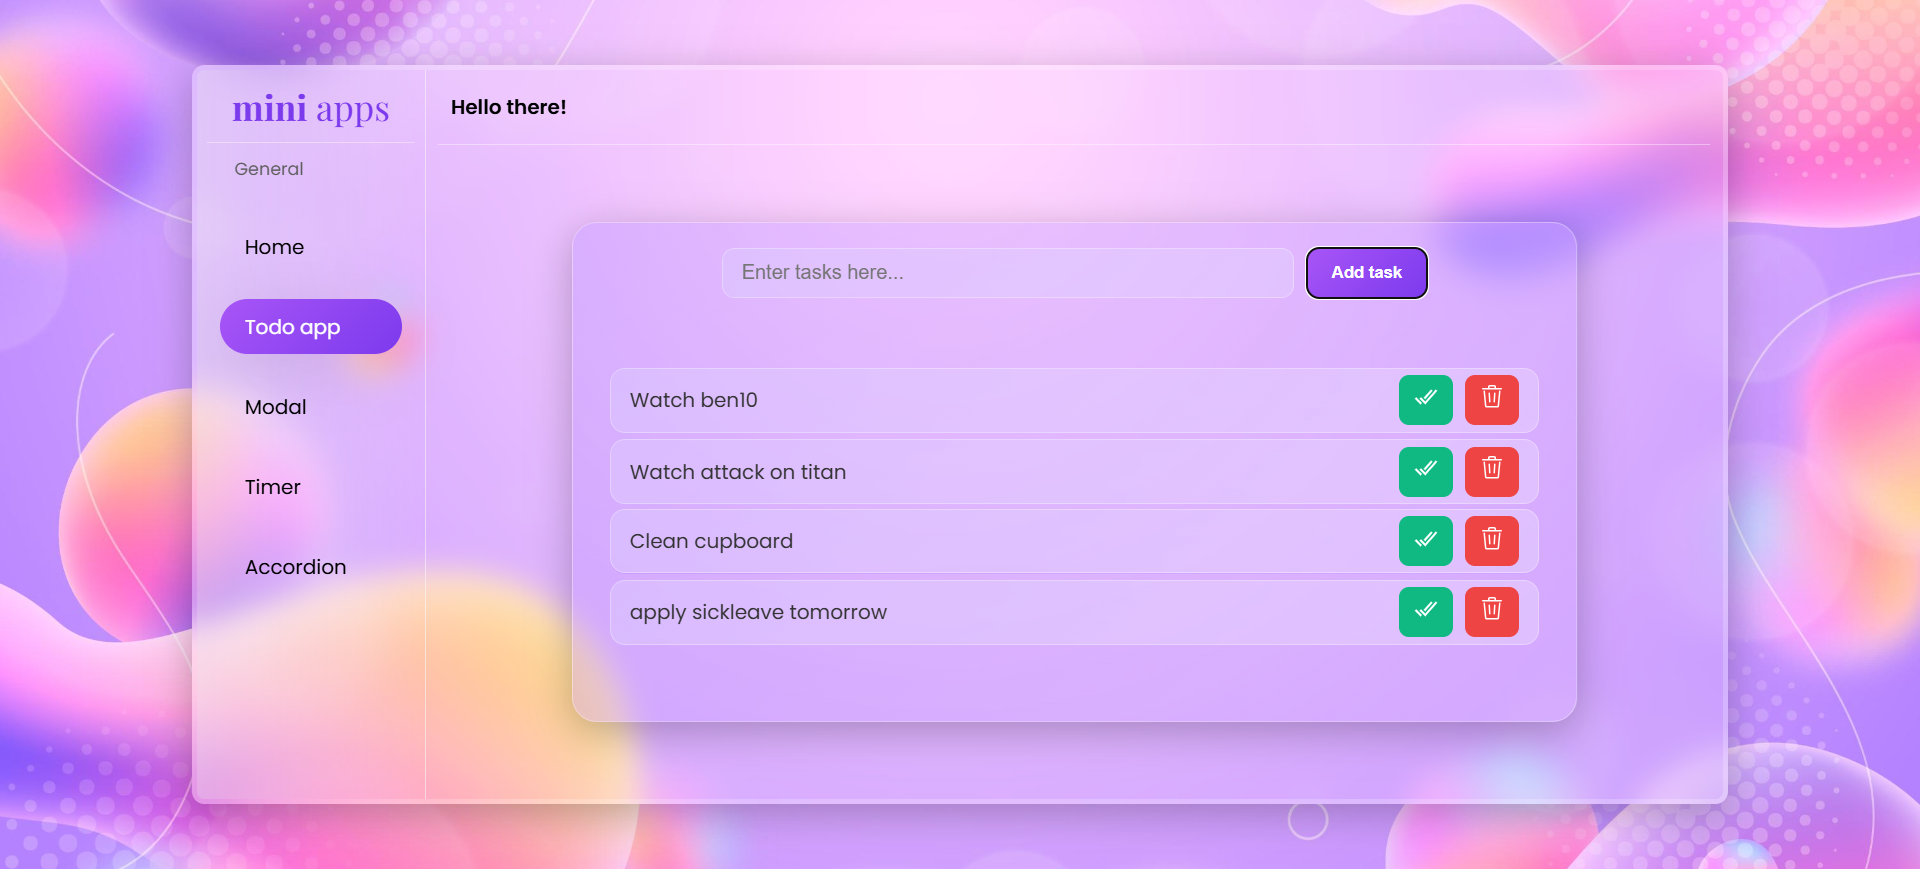 mini apps
General
Home
Todo app
Modal
Timer
Accordion
Hello there!
Enter tasks here...
Add task
Watch ben10
Watch attack on titan
Clean cupboard
apply sickleave tomorrow